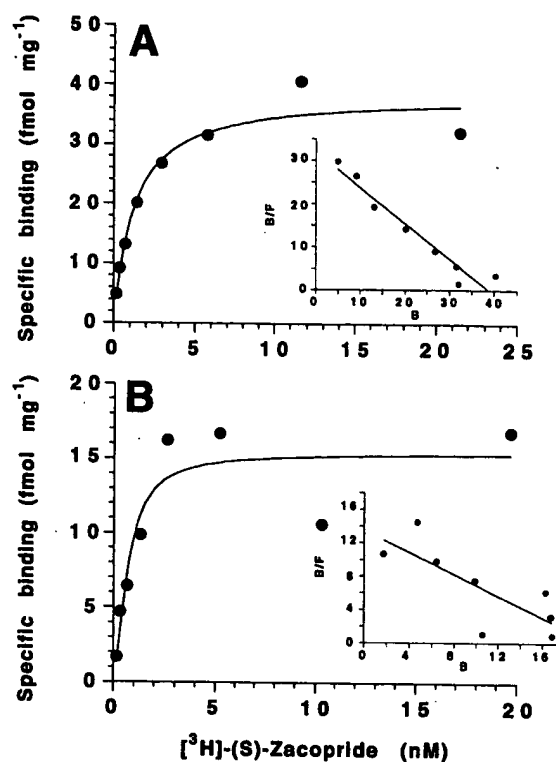 A
Specific binding (fmol mg⁻¹)
50
40
30
20
10
0
0 5 10 15 20 25
B/F
30
20
10
0
0 10 20 30 40
B
B
Specific binding (fmol mg⁻¹)
20
15
10
5
0
0 5 10 15 20
B/F
16
12
8
4
0
0 4 8 12 16
B
[³H]-(S)-Zacopride (nM)